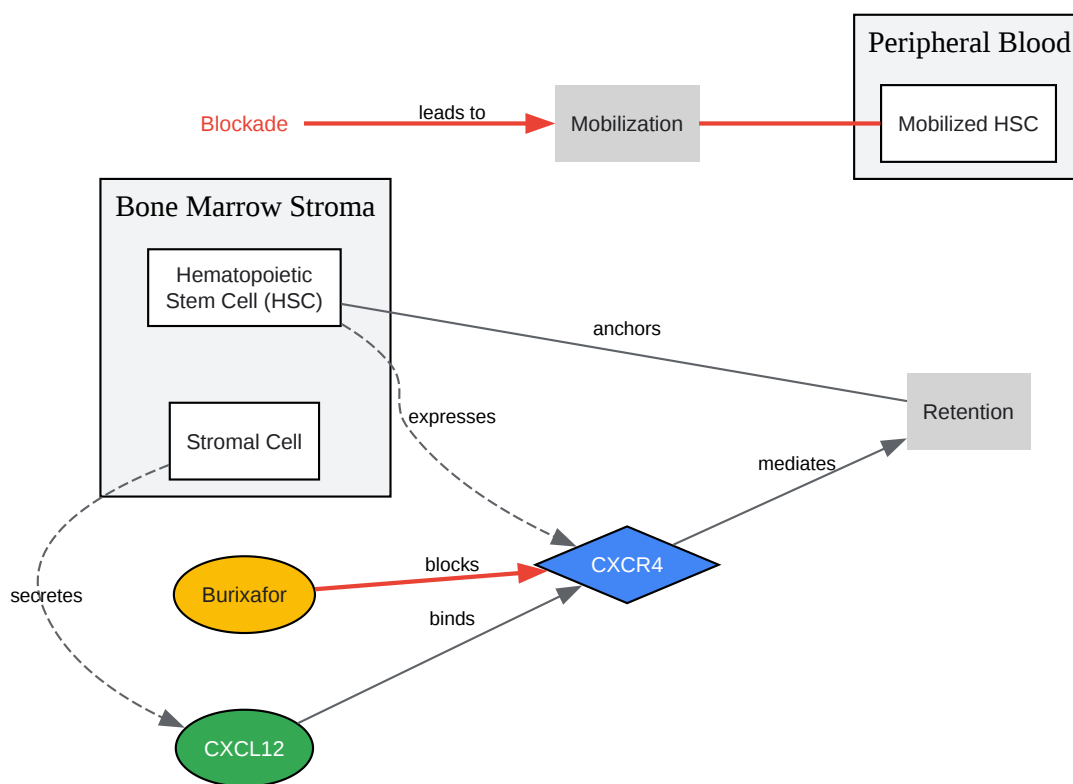 Peripheral Blood
Blockade
leads to
Mobilization
Mobilized HSC
Bone Marrow Stroma
Hematopoietic
Stem Cell (HSC)
anchors
Retention
expresses
Stromal Cell
mediates
blocks
CXCR4
secretes
Burixafor
binds
CXCL12